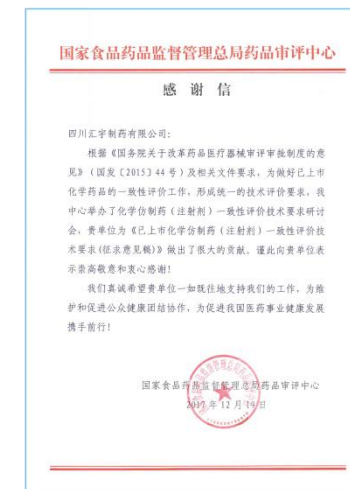 国家食品药品监督管理总局药品审评中心
感 谢 信
四川汇宇制药有限公司:
根据《国务院关于改革药品医疗器械审评审批制度的意
见》(国发〔2015〕44 号)及相关文件要求，为做好已上市
化学药品的一致性评价工作，形成统一的技术评价要求，我
中心举办了化学仿制药（注射剂）一致性评价技术要求研讨
会，贵单位为《已上市化学仿制药（注射剂）一致性评价技
术要求(征求意见稿)》做出了很大的贡献。谨此向贵单位表
示崇高敬意和衷心感谢!
我们真诚希望贵单位一如既往地支持我们的工作，为维
护和促进公众健康团结协作，为促进我国医药事业健康发展
携手前行!
国家食品药品监督管理总局药品审评中心
2017 年 12 月 19 日